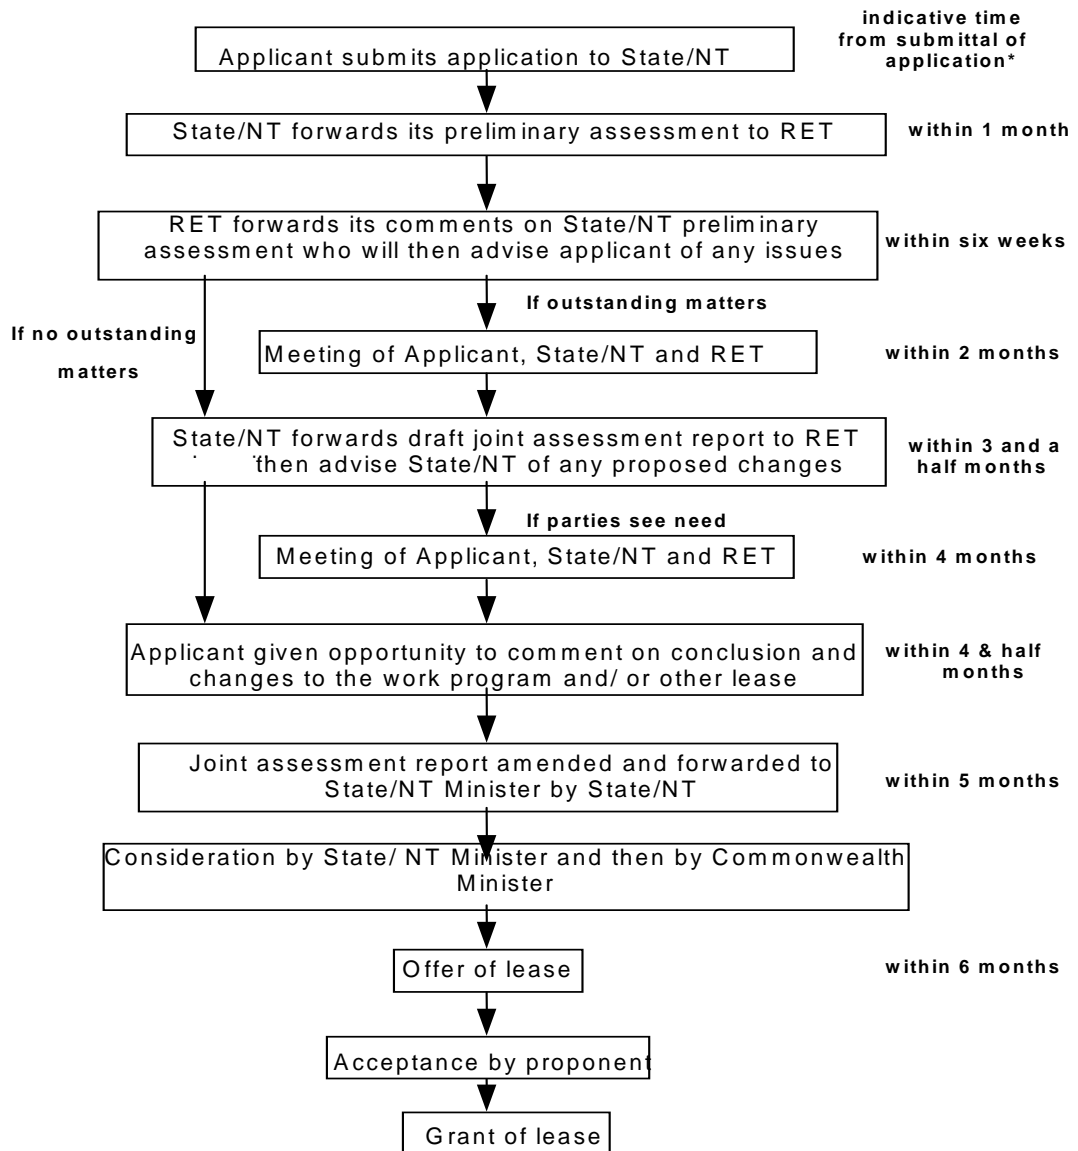 indicative time
from submittal of
application*
Applicant submits application to State/NT
State/NT forwards its preliminary assessment to RET
within 1 month
RET forwards its comments on State/NT preliminary
assessment who will then advise applicant of any issues
within six weeks
If outstanding matters
If no outstanding
matters
Meeting of Applicant, State/NT and RET
within 2 months
State/NT forwards draft joint assessment report to RET
then advise State/NT of any proposed changes
within 3 and a
half months
If parties see need
Meeting of Applicant, State/NT and RET
within 4 months
Applicant given opportunity to comment on conclusion and
changes to the work program and/ or other lease
within 4 & half
months
Joint assessment report amended and forwarded to
State/NT Minister by State/NT
within 5 months
Consideration by State/ NT Minister and then by Commonwealth
Minister
Offer of lease
within 6 months
Acceptance by proponent
Grant of lease